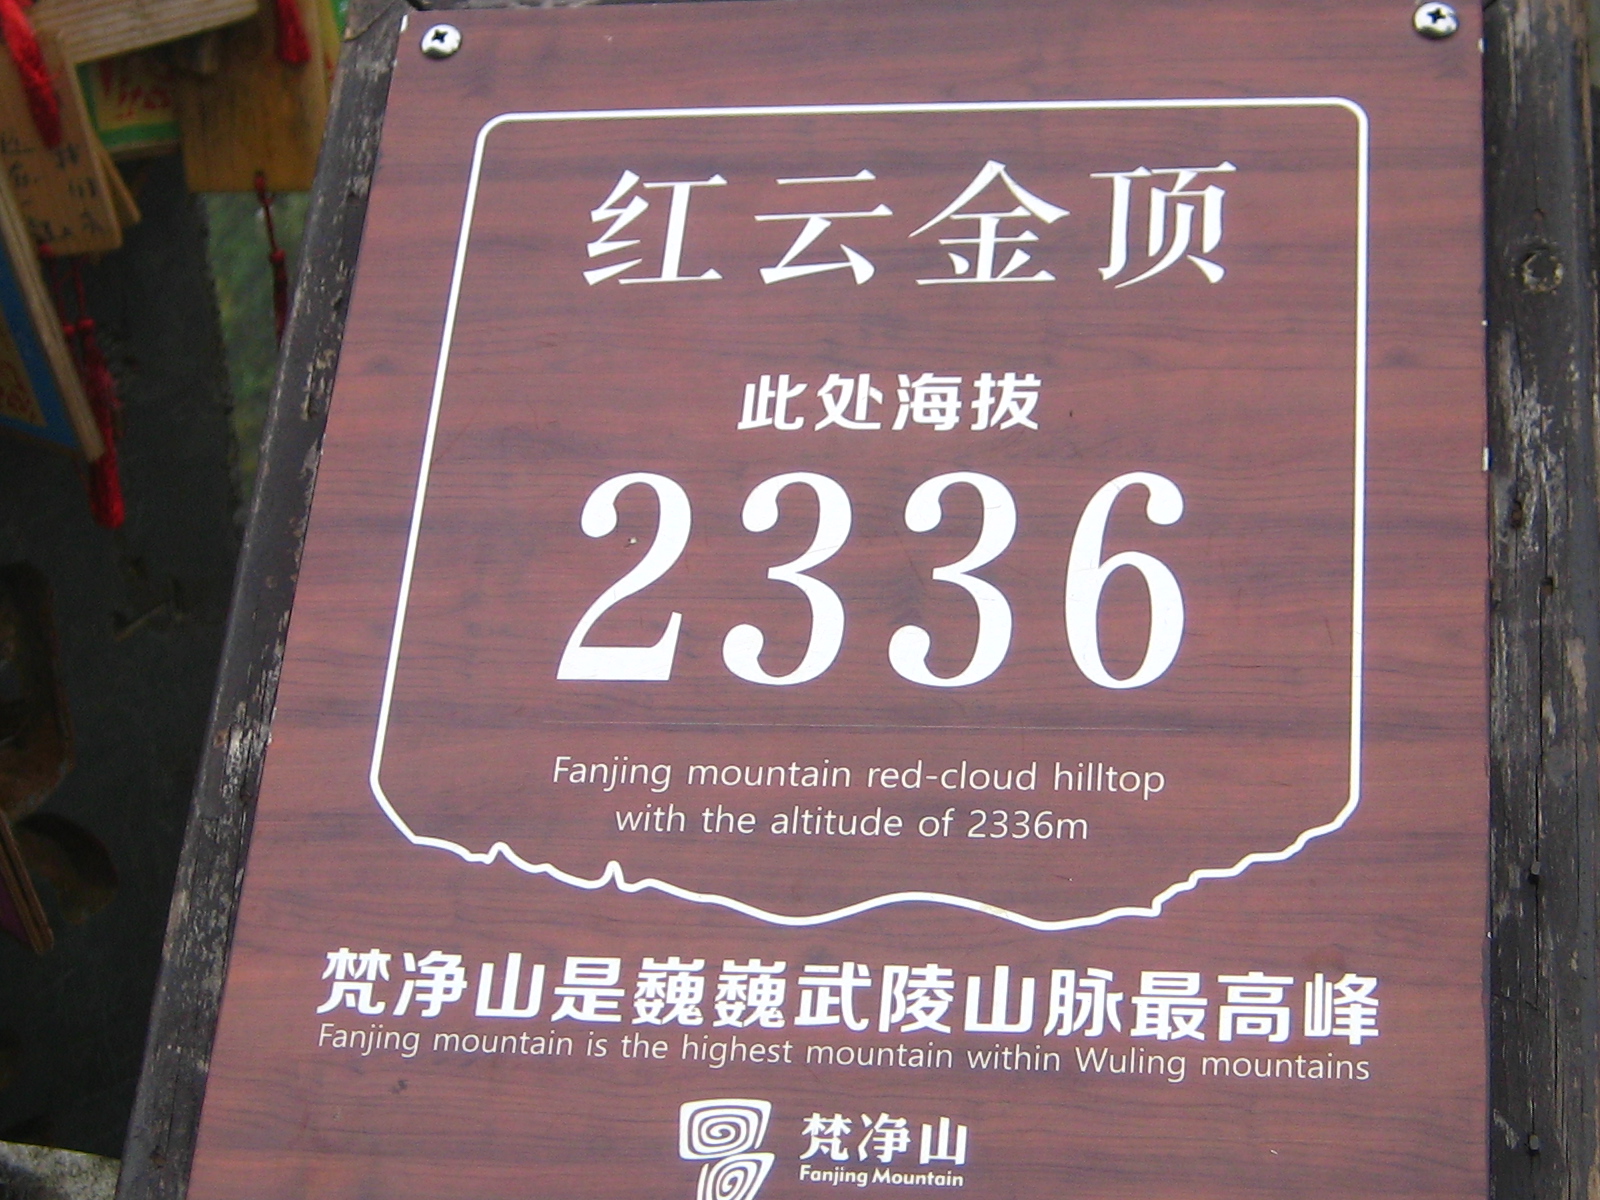 红云金顶
此处海拔
2336
Fanjing mountain red-cloud hilltop
with the altitude of 2336m
梵净山是巍巍武陵山脉最高峰
Fanjing mountain is the highest mountain within Wuling mountains
梵净山
Fanjing Mountain